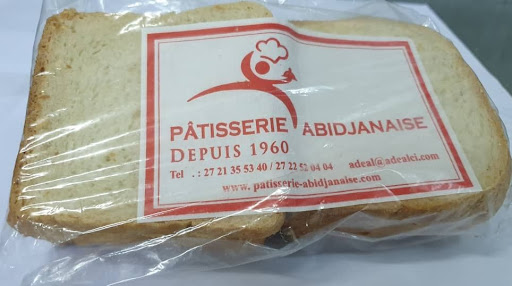 PÂTISSERIE ABIDJANAISE
DEPUIS 1960
Tel . : 27 21 35 53 40 / 27 22 52 04 04 adeal@adealci.com
www. patisserie-abidjanaise.com